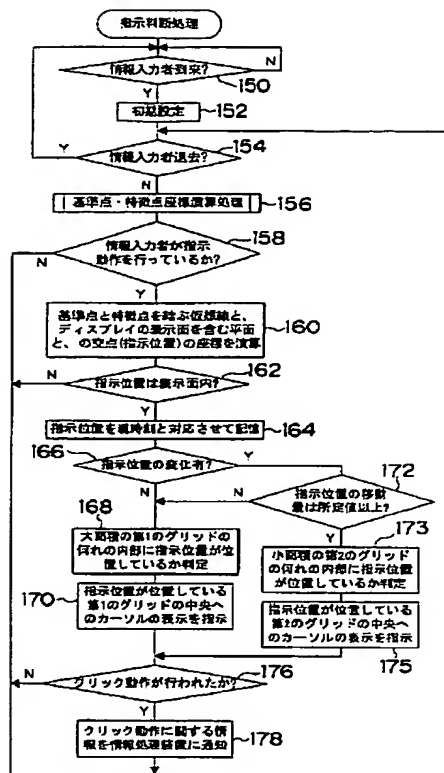 指示判断処理
情報入力者到来?
N
150
Y
初期設定
152
情報入力者退去?
Y
154
N
基準点・特徴点座標演算処理
156
情報入力者が指示
動作を行っているか?
158
N
Y
基準点と特徴点を結ぶ仮想線と、
ディスプレイの表示面を含む平面
と、の交点(指示位置)の座標を演算
160
162
N
指示位置は表示面内?
Y
指示位置を現時刻と対応させて記憶
164
166
指示位置の変化有?
Y
N
172
指示位置の移動
量は所定値以上?
N
Y
168
大面積の第1のグリッドの
何れの内部に指示位置が位
置しているか判定
173
小面積の第2のグリッド
の何れの内部に指示位置
が位置しているか判定
170
指示位置が位置している
第1のグリッドの中央へ
のカーソルの表示を指示
指示位置が位置している
第2のグリッドの中央へ
のカーソルの表示を指示
175
176
N
クリック動作が行われたか?
Y
クリック動作に関する情
報を情報処理装置に通知
178